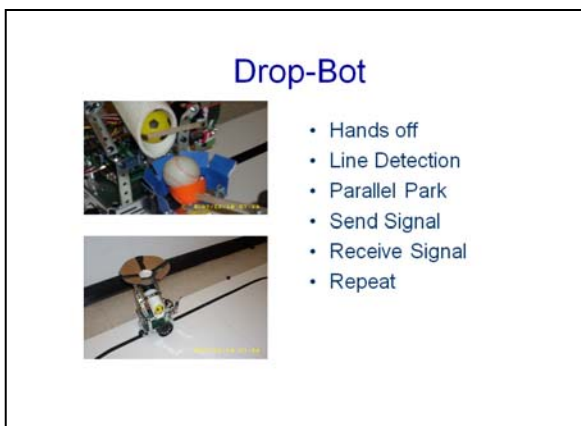 Drop-Bot
• Hands off
• Line Detection
• Parallel Park
• Send Signal
• Receive Signal
• Repeat